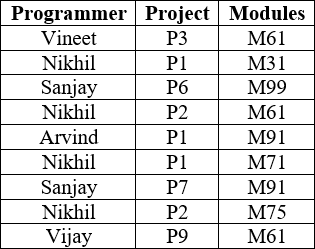 Programmer Project Modules
Vineet P3 M61
Nikhil P1 M31
Sanjay P6 M99
Nikhil P2 M61
Arvind P1 M91
Nikhil P1 M71
Sanjay P7 M91
Nikhil P2 M75
Vijay P9 M61